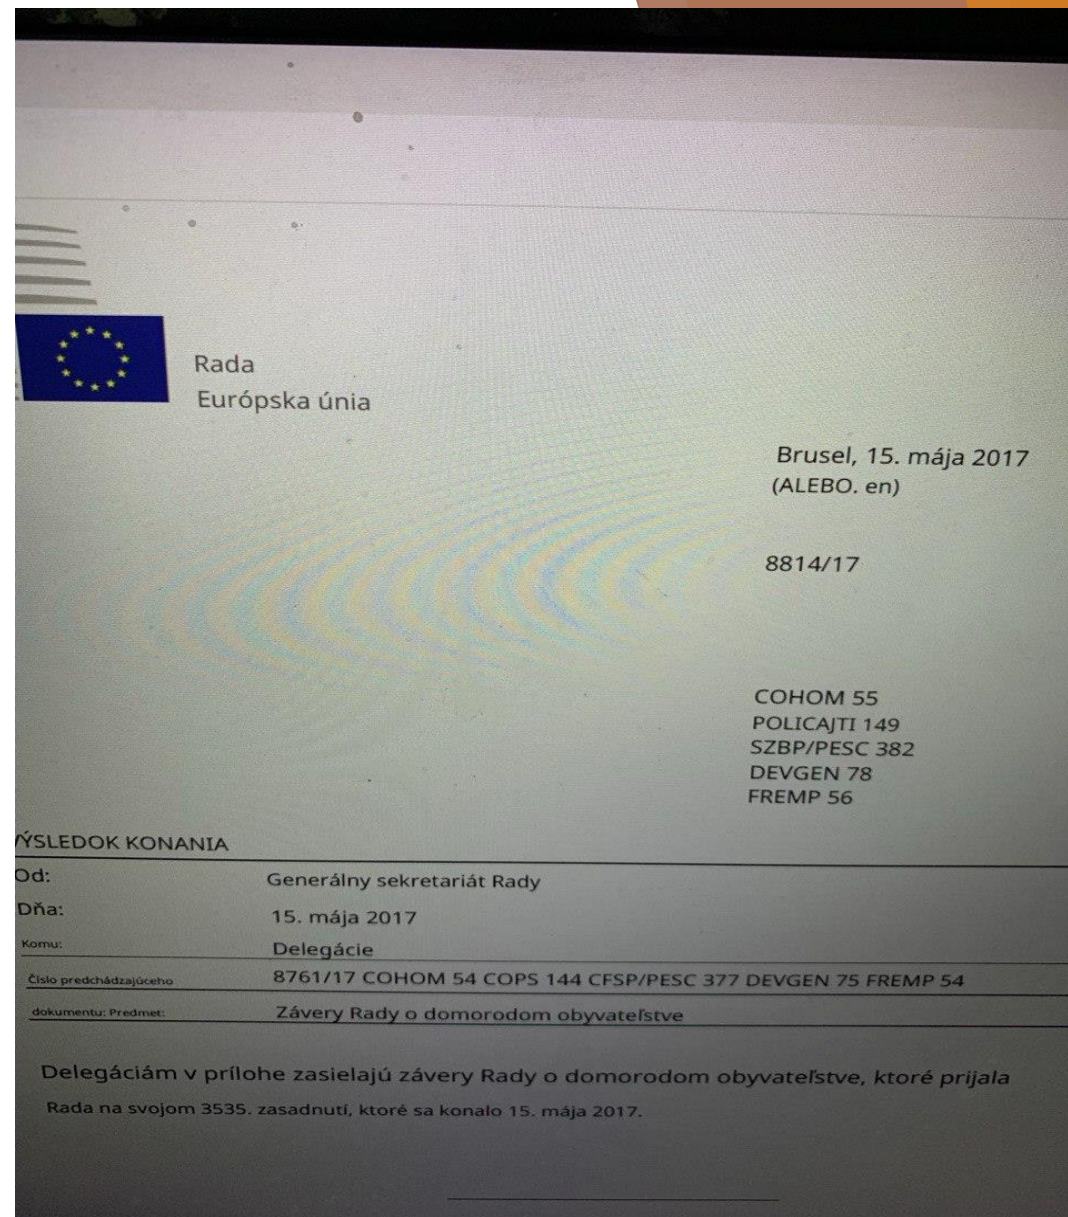 Rada
Európska únia
Brusel, 15. mája 2017
(ALEBO. en)
8814/17
COHOM 55
POLICAJTI 149
SZBP/PESC 382
DEVGEN 78
FREMP 56
VÝSLEDOK KONANIA
Od: Generálny sekretariát Rady
Dňa: 15. mája 2017
Komu: Delegácie
Číslo predchádzajúceho 8761/17 COHOM 54 COPS 144 CFSP/PESC 377 DEVGEN 75 FREMP 54
dokumentu: Predmet: Závery Rady o domorodom obyvateľstve
Delegáciám v prílohe zasielajú závery Rady o domorodom obyvateľstve, ktoré prijala
Rada na svojom 3535. zasadnutí, ktoré sa konalo 15. mája 2017.